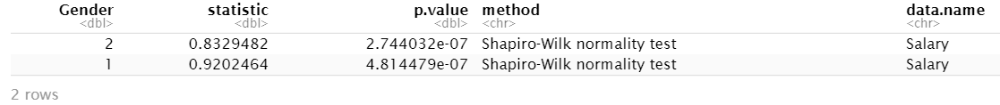 Gender statistic p.value method data.name
<dbl> <dbl> <dbl> <chr> <chr>
2 0.8329482 2.744032e-07 Shapiro-Wilk normality test Salary
1 0.9202464 4.814479e-07 Shapiro-Wilk normality test Salary
2 rows